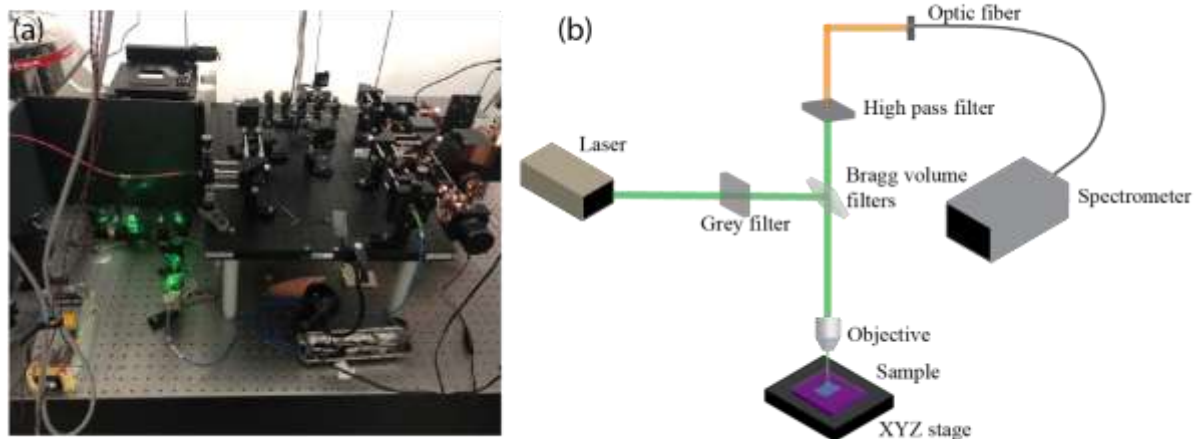 (a)
(b)
Optic fiber
High pass filter
Laser
Bragg volume
filters
Grey filter
Spectrometer
Objective
Sample
XYZ stage